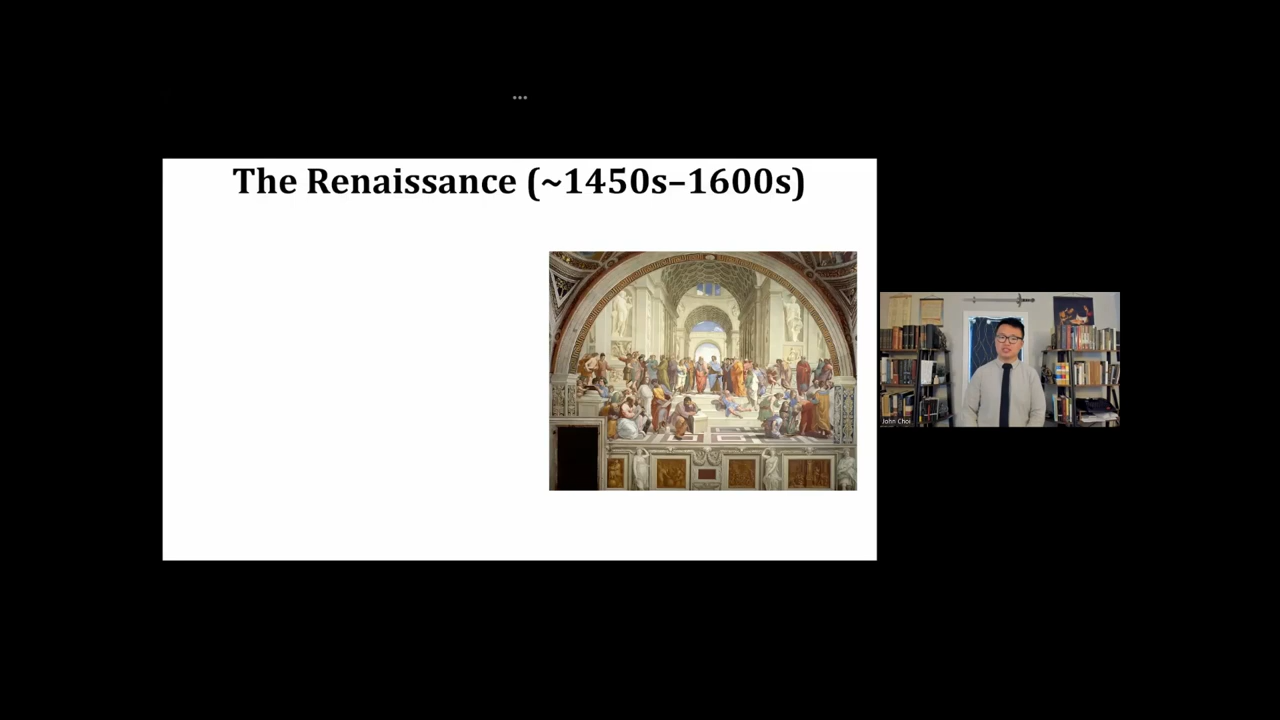 The Renaissance (~1450s–1600s)
John Choi